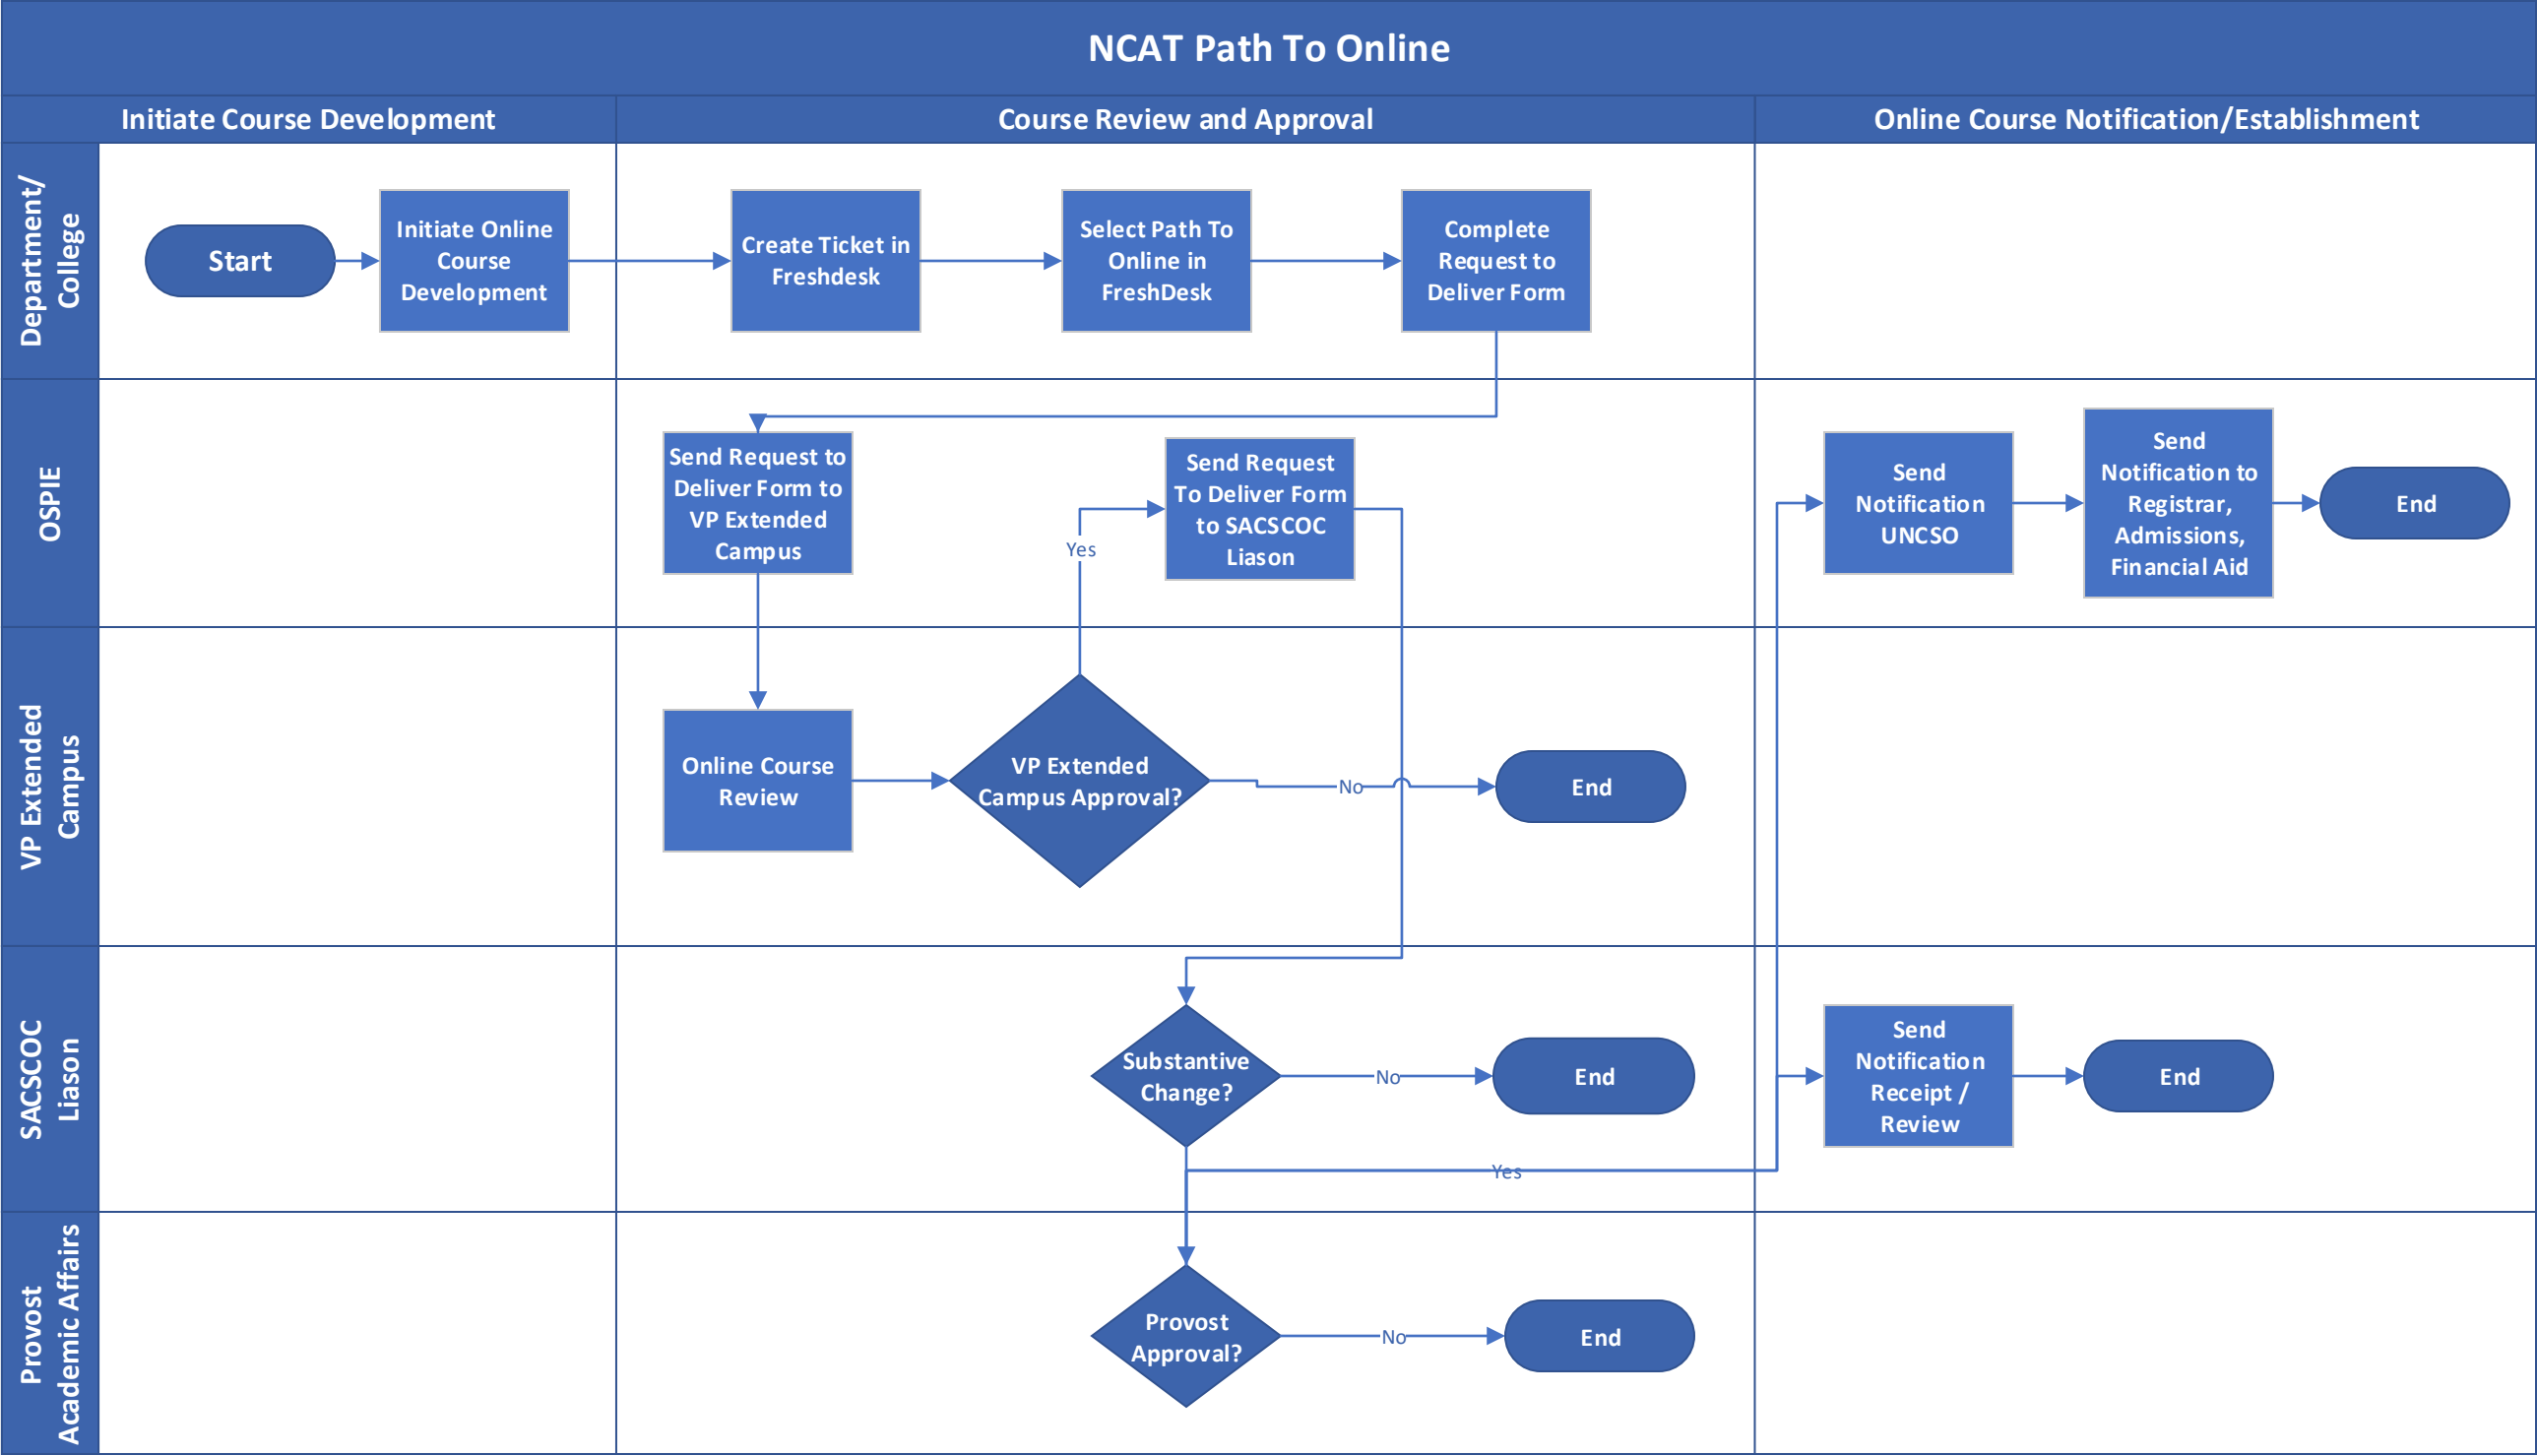 NCAT Path To Online
Initiate Course Development
Course Review and Approval
Online Course Notification/Establishment
Department/
College
Start
Initiate Online
Course
Development
Create Ticket in
Freshdesk
Select Path To
Online in
FreshDesk
Complete
Request to
Deliver Form
OSPIE
Send Request to
Deliver Form to
VP Extended
Campus
Yes
Send Request
To Deliver Form
to SACSCOC
Liason
Send
Notification
UNCSO
Send
Notification to
Registrar,
Admissions,
Financial Aid
End
VP Extended
Campus
Online Course
Review
VP Extended
Campus Approval?
No
End
SACSCOC
Liason
Substantive
Change?
No
End
Send
Notification
Receipt /
Review
End
Yes
Provost
Academic Affairs
Provost
Approval?
No
End